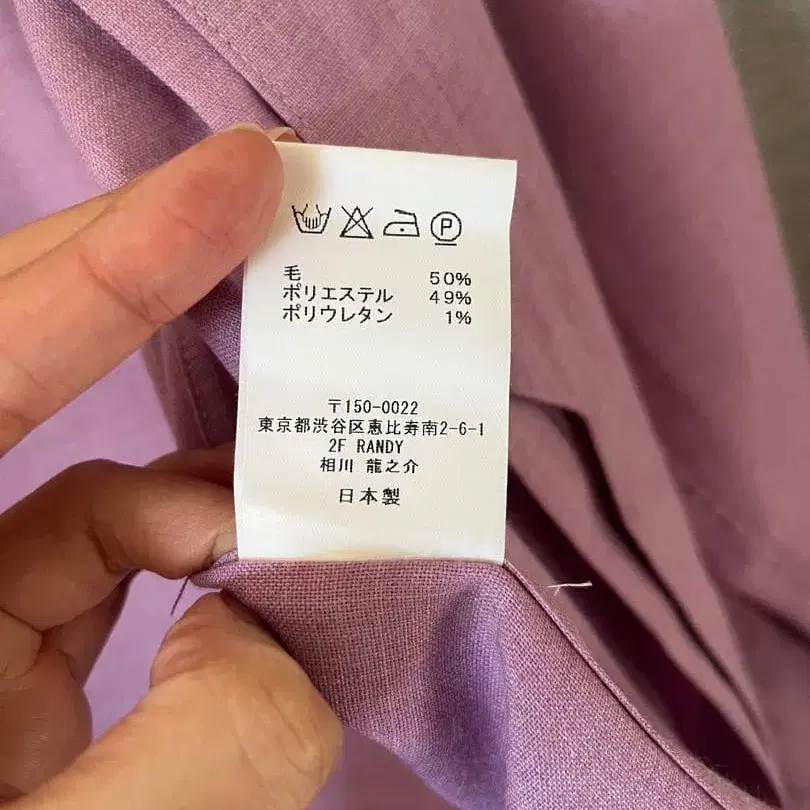 P
毛 50%
ポリエステル 49%
ポリウレタン 1%
〒150-0022
東京都渋谷区恵比寿南2-6-1
2F RANDY
相川 龍之介
日本製